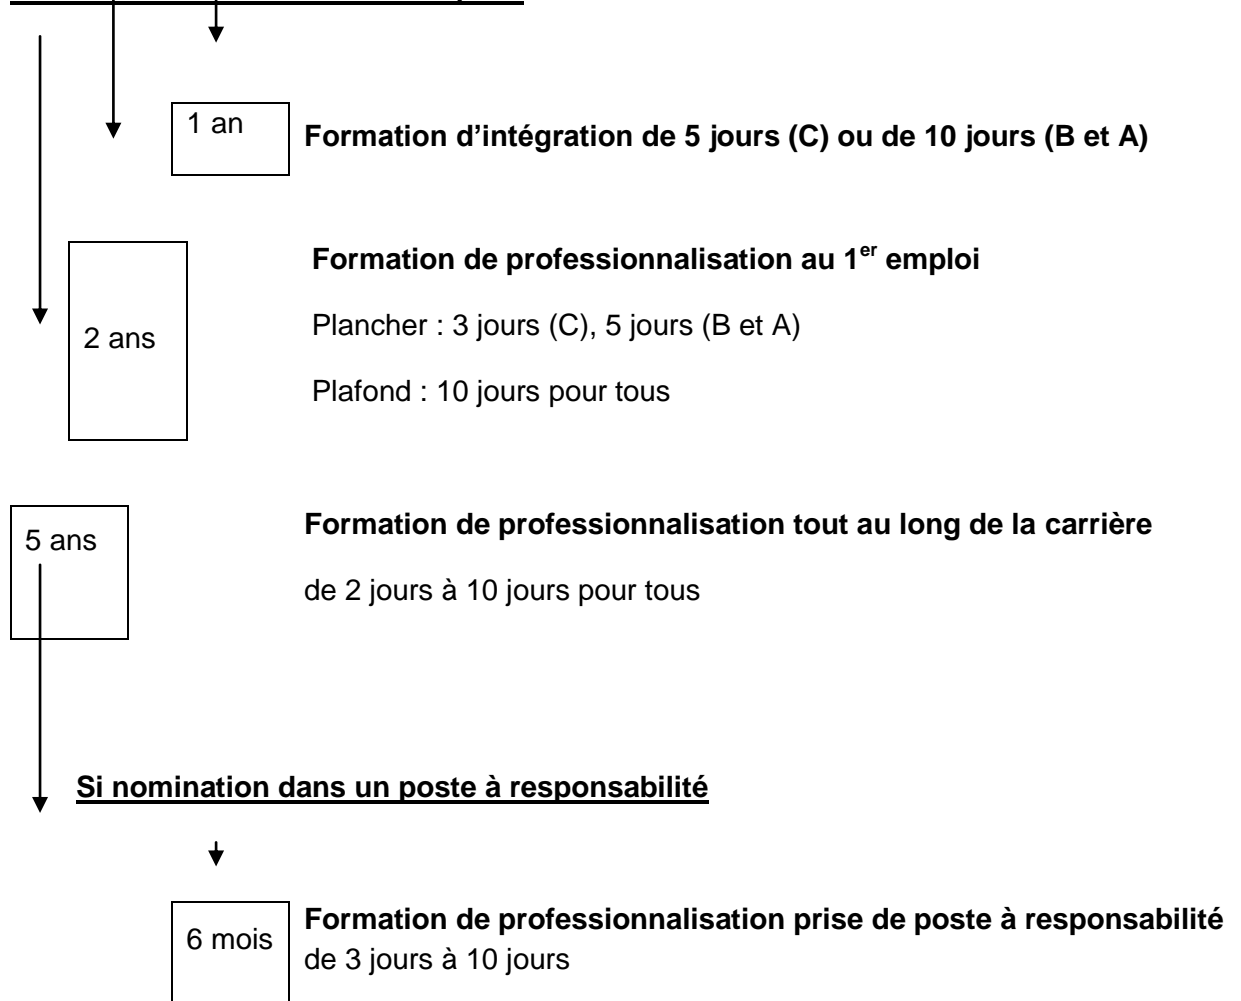 1 an
Formation d’intégration de 5 jours (C) ou de 10 jours (B et A)
Formation de professionnalisation au 1er emploi
Plancher : 3 jours (C), 5 jours (B et A)
2 ans
Plafond : 10 jours pour tous
Formation de professionnalisation tout au long de la carrière
5 ans
de 2 jours à 10 jours pour tous
Si nomination dans un poste à responsabilité
Formation de professionnalisation prise de poste à responsabilité
6 mois
de 3 jours à 10 jours